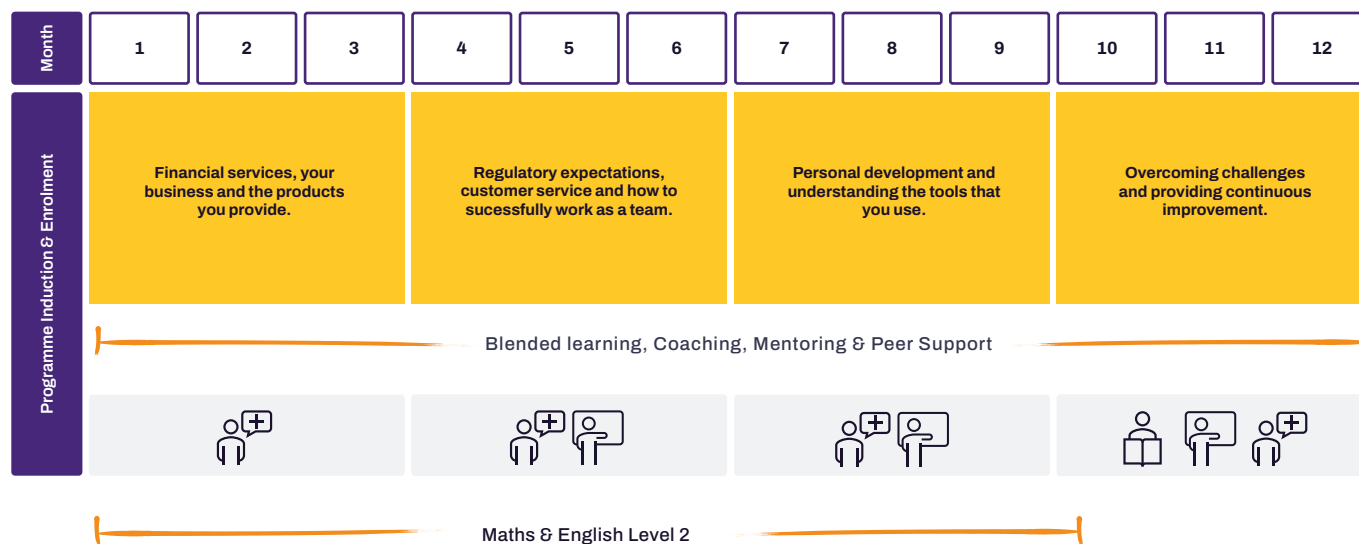 Month
1
2
3
4
5
6
7
8
9
10
11
12
Programme Induction & Enrolment
Financial services, your
business and the products
you provide.
Regulatory expectations,
customer service and how to
sucessfully work as a team.
Personal development and
understanding the tools that
you use.
Overcoming challenges
and providing continuous
improvement.
Blended learning, Coaching, Mentoring & Peer Support
Maths & English Level 2